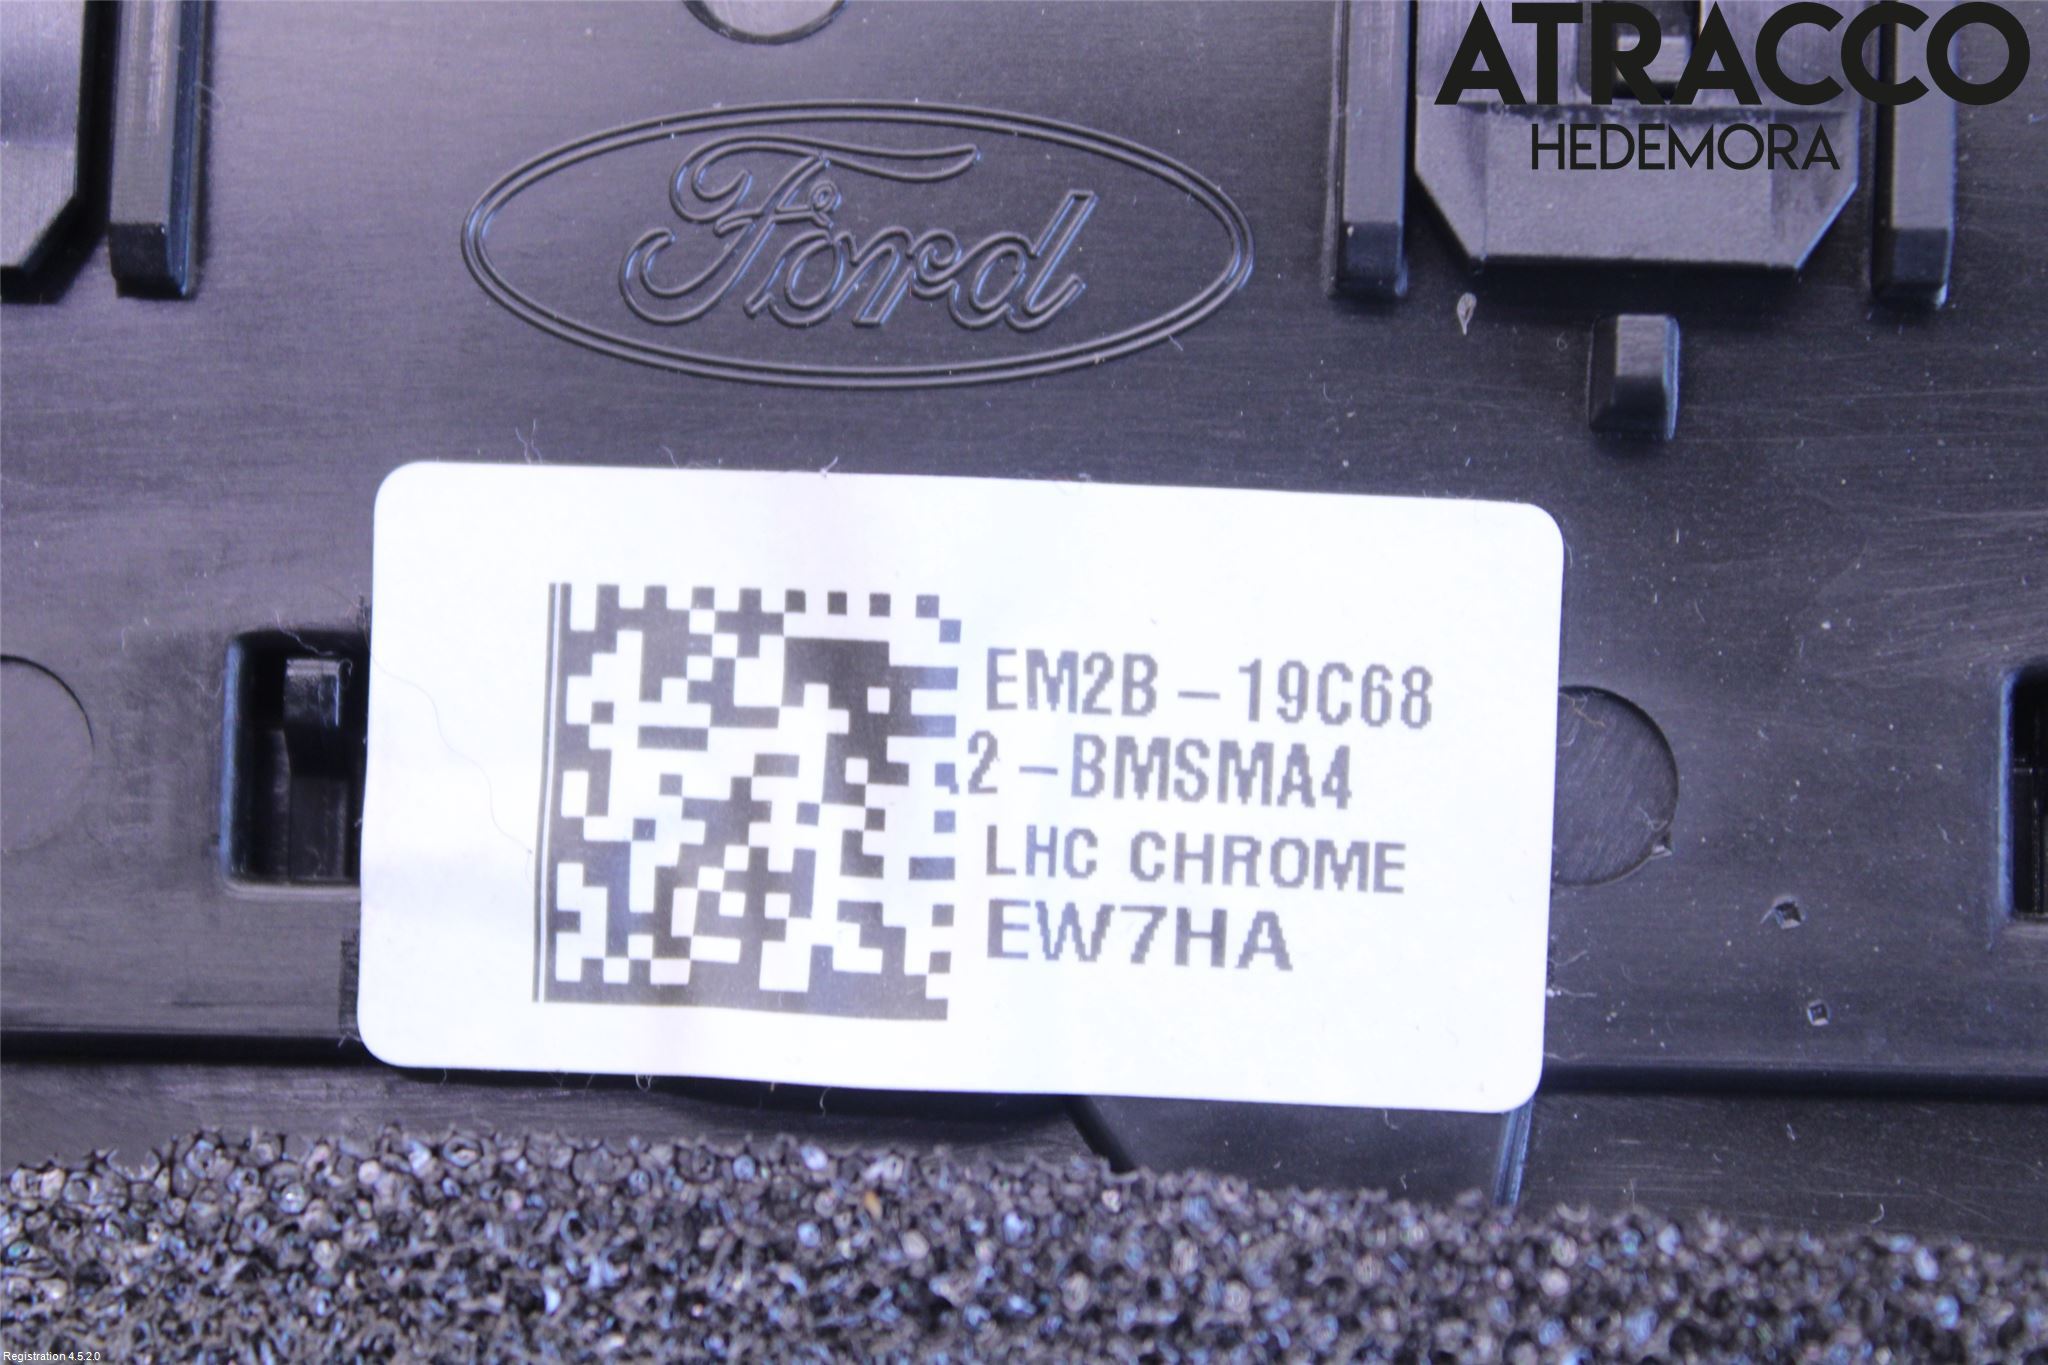 ATRACCO
HEDEMORA
Ford
EM2B-19C68
2-BMSMA4
LHC CHROME
EW7HA
Registration 4.5.2.0